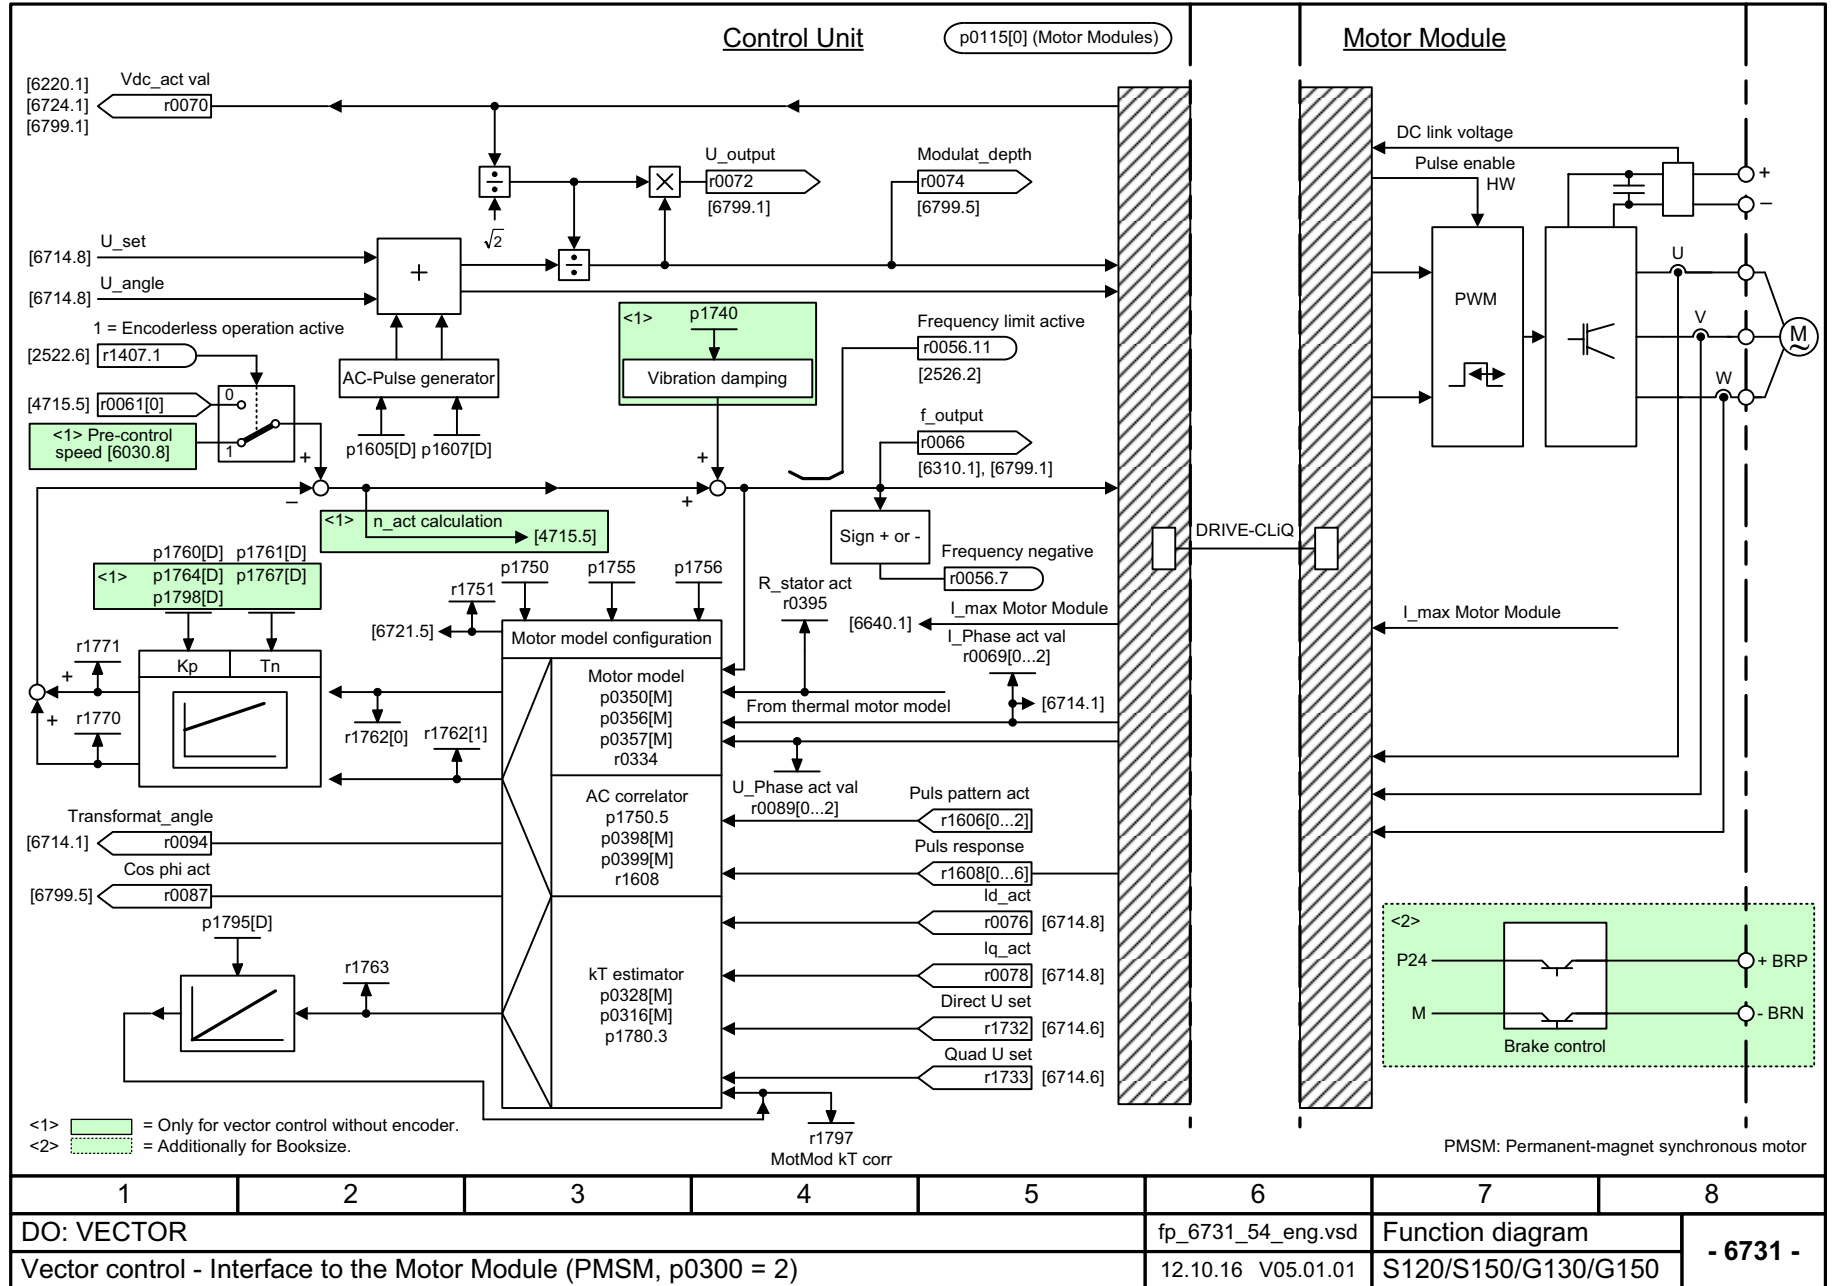 Control Unit
p0115[0] (Motor Modules)
Motor Module
[6220.1]
[6724.1]
[6799.1]
Vdc_act val
r0070
÷
√2
×
U_output
r0072
[6799.1]
Modulat_depth
r0074
[6799.5]
DC link voltage
Pulse enable
HW
+
–
U_set
[6714.8]
U_angle
[6714.8]
+
÷
AC-Pulse generator
p1605[D] p1607[D]
1 = Encoderless operation active
[2522.6] r1407.1
[4715.5] r0061[0]
0
1
<1> Pre-control
speed [6030.8]
+
–
<1> p1740
Vibration damping
+
+
Frequency limit active
r0056.11
[2526.2]
f_output
r0066
[6310.1], [6799.1]
Sign + or -
Frequency negative
r0056.7
PWM
U
V
W
M
~
DRIVE-CLiQ
<1> n_act calculation
[4715.5]
p1760[D] p1761[D]
<1> p1764[D] p1767[D]
p1798[D]
Kp Tn
r1771
+
r1770
+
r1751
[6721.5]
p1750 p1755 p1756
Motor model configuration
Motor model
p0350[M]
p0356[M]
p0357[M]
r0334
AC correlator
p1750.5
p0398[M]
p0399[M]
r1608
kT estimator
p0328[M]
p0316[M]
p1780.3
r1762[0]
r1762[1]
R_stator act
r0395
From thermal motor model
[6640.1]
I_max Motor Module
I_Phase act val
r0069[0...2]
[6714.1]
I_max Motor Module
U_Phase act val
r0089[0...2]
Puls pattern act
r1606[0...2]
Puls response
r1608[0...6]
Id_act
r0076 [6714.8]
Iq_act
r0078 [6714.8]
Direct U set
r1732 [6714.6]
Quad U set
r1733 [6714.6]
Transformat_angle
[6714.1] r0094
Cos phi act
[6799.5] r0087
p1795[D]
r1763
r1797
MotMod kT corr
<2>
P24
M
+ BRP
- BRN
Brake control
<1> = Only for vector control without encoder.
<2> = Additionally for Booksize.
PMSM: Permanent-magnet synchronous motor
1 2 3 4 5 6 7 8
DO: VECTOR
fp_6731_54_eng.vsd
Function diagram
- 6731 -
Vector control - Interface to the Motor Module (PMSM, p0300 = 2)
12.10.16 V05.01.01
S120/S150/G130/G150